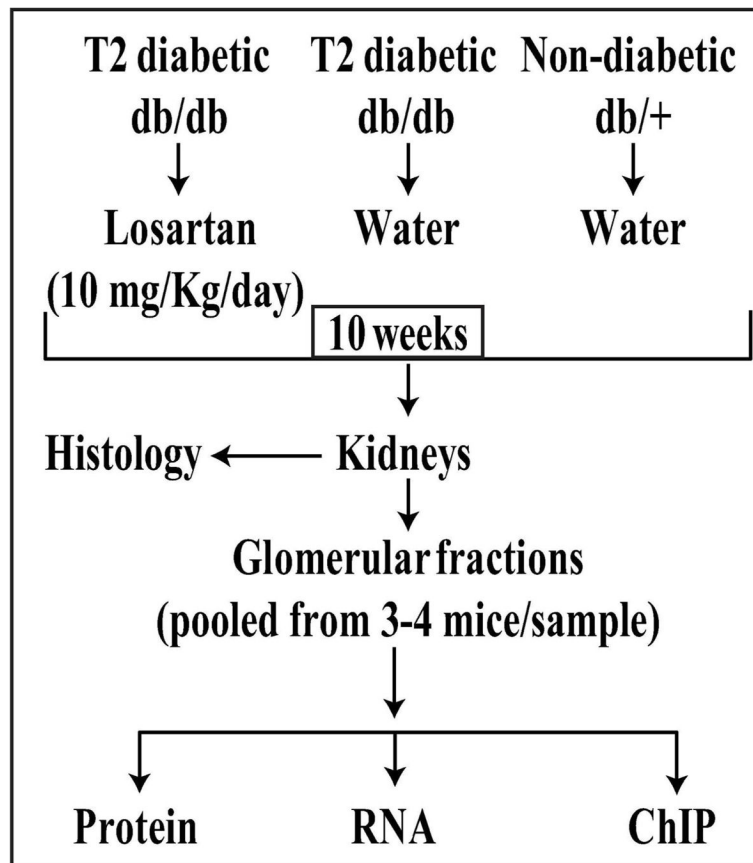 T2 diabetic T2 diabetic Non-diabetic
db/db db/db db/+
Losartan Water Water
(10 mg/Kg/day)
10 weeks
Histology Kidneys
Glomerular fractions
(pooled from 3-4 mice/sample)
Protein RNA ChIP